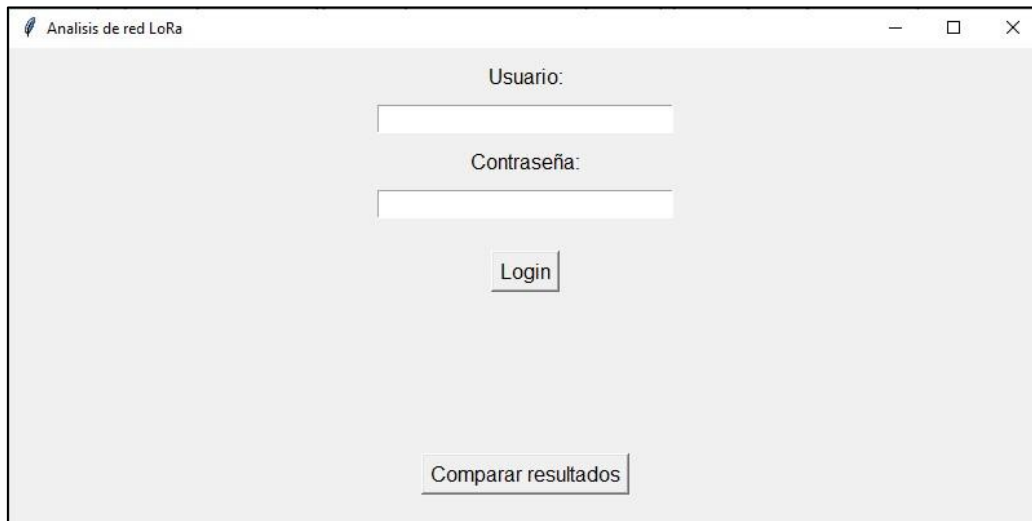 Analisis de red LoRa
Usuario:
Contraseña:
Login
Comparar resultados